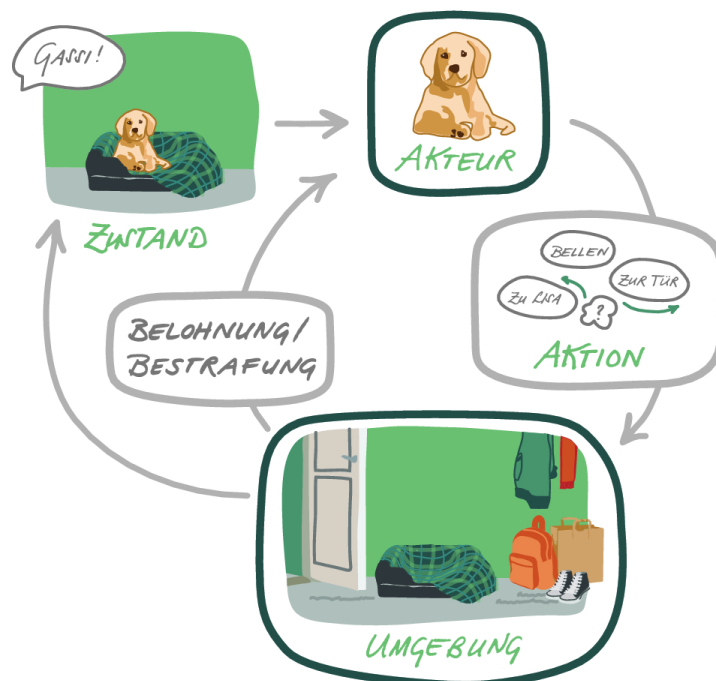 GASSI!
ZUSTAND
AKTEUR
BELLEN
ZUR TÜR
ZU LISA
?
AKTION
BELOHNUNG/
BESTRAFUNG
UMGEBUNG